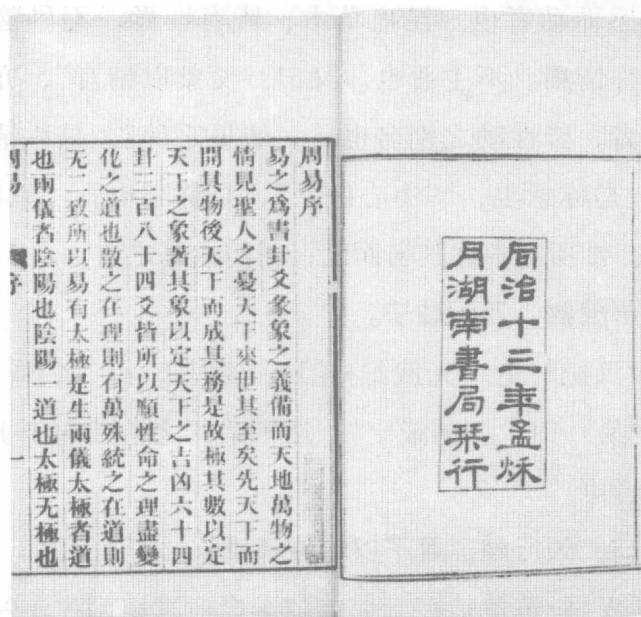 同治十三年孟秌
月湖南書局栞行
周易序
易之爲書卦爻彖象之義備而天地萬物之
情見聖人之憂天下來世其至矣先天下而
開其物後天下而成其務是故極其數以定
天下之象著其象以定天下之吉凶六十四
卦三百八十四爻皆所以順性命之理盡變
化之道也散之在理則有萬殊統之在道則
无二致所以易有太極是生兩儀太極者道
也兩儀者陰陽也陰陽一道也太極无極也
周易 序 一